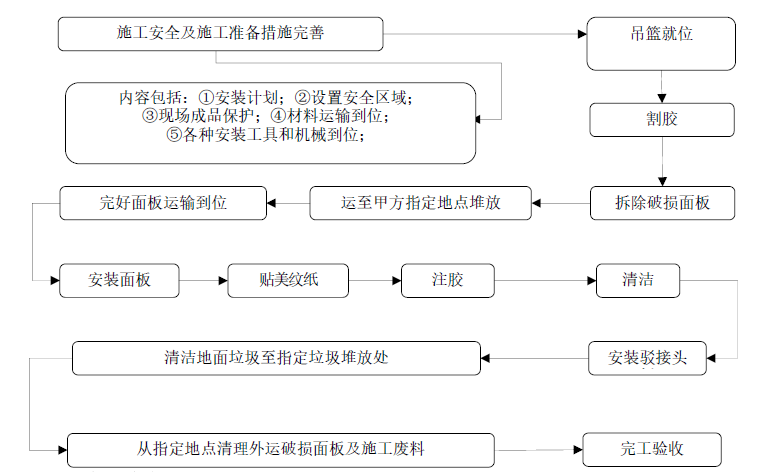 施工安全及施工准备措施完善
吊篮就位
内容包括：①安装计划；②设置安全区域；
③现场成品保护；④材料运输到位；
⑤各种安装工具和机械到位；
割胶
完好面板运输到位
运至甲方指定地点堆放
拆除破损面板
安装面板
贴美纹纸
注胶
清洁
清洁地面垃圾至指定垃圾堆放处
安装驳接头
从指定地点清理外运破损面板及施工废料
完工验收